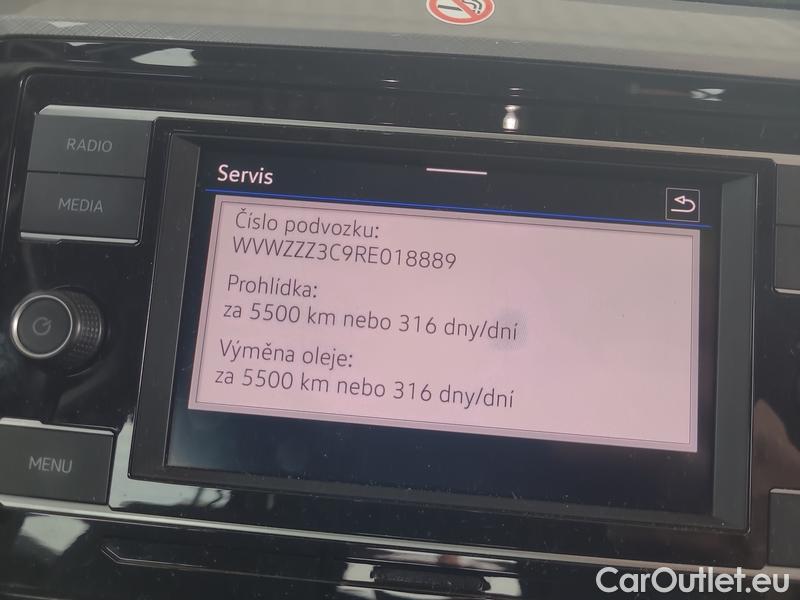 RADIO
MEDIA
MENU
Servis
Číslo podvozku:
WVWZZZ3C9RE018889
Prohlídka:
za 5500 km nebo 316 dny/dní
Výměna oleje:
za 5500 km nebo 316 dny/dní
CarOutlet.eu